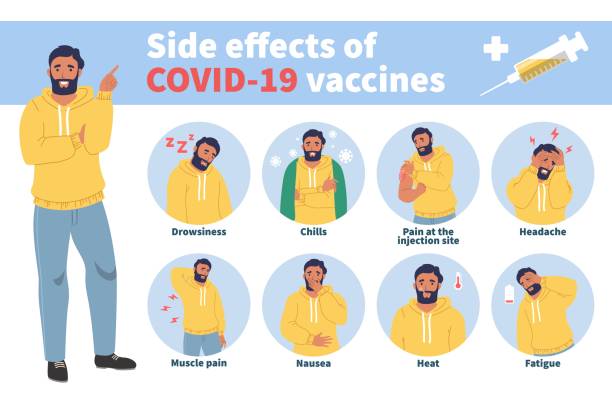 Side effects of
COVID-19 vaccines
z z z
Drowsiness
Chills
Pain at the
injection site
Headache
Muscle pain
Nausea
Heat
Fatigue